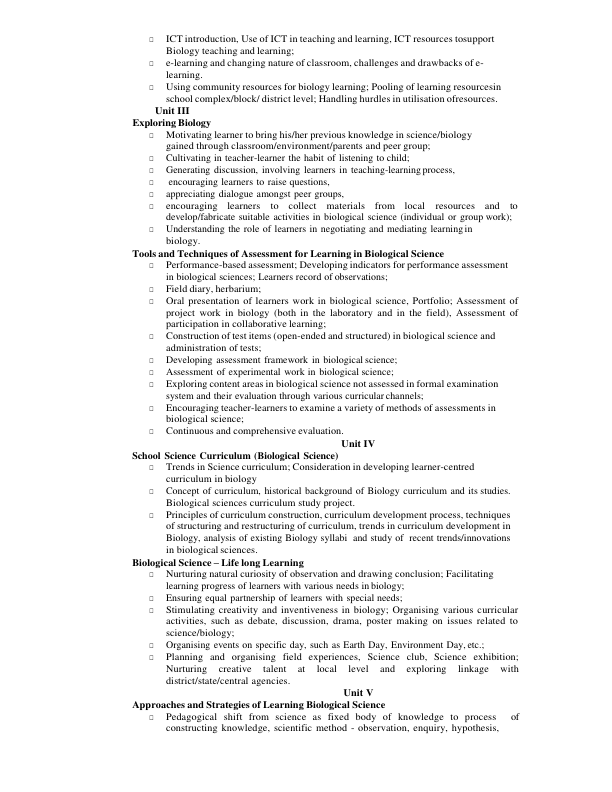 □ ICT introduction, Use of ICT in teaching and learning, ICT resources tosupport
Biology teaching and learning;
□ e-learning and changing nature of classroom, challenges and drawbacks of e-
learning.
□ Using community resources for biology learning; Pooling of learning resourcesin
school complex/block/ district level; Handling hurdles in utilisation ofresources.
Unit III
Exploring Biology
□ Motivating learner to bring his/her previous knowledge in science/biology
gained through classroom/environment/parents and peer group;
□ Cultivating in teacher-learner the habit of listening to child;
□ Generating discussion, involving learners in teaching-learning process,
□ encouraging learners to raise questions,
□ appreciating dialogue amongst peer groups,
□ encouraging learners to collect materials from local resources and to
develop/fabricate suitable activities in biological science (individual or group work);
□ Understanding the role of learners in negotiating and mediating learning in
biology.
Tools and Techniques of Assessment for Learning in Biological Science
□ Performance-based assessment; Developing indicators for performance assessment
in biological sciences; Learners record of observations;
□ Field diary, herbarium;
□ Oral presentation of learners work in biological science, Portfolio; Assessment of
project work in biology (both in the laboratory and in the field), Assessment of
participation in collaborative learning;
□ Construction of test items (open-ended and structured) in biological science and
administration of tests;
□ Developing assessment framework in biological science;
□ Assessment of experimental work in biological science;
□ Exploring content areas in biological science not assessed in formal examination
system and their evaluation through various curricular channels;
□ Encouraging teacher-learners to examine a variety of methods of assessments in
biological science;
□ Continuous and comprehensive evaluation.
Unit IV
School Science Curriculum (Biological Science)
□ Trends in Science curriculum; Consideration in developing learner-centred
curriculum in biology
□ Concept of curriculum, historical background of Biology curriculum and its studies.
Biological sciences curriculum study project.
□ Principles of curriculum construction, curriculum development process, techniques
of structuring and restructuring of curriculum, trends in curriculum development in
Biology, analysis of existing Biology syllabi and study of recent trends/innovations
in biological sciences.
Biological Science – Life long Learning
□ Nurturing natural curiosity of observation and drawing conclusion; Facilitating
learning progress of learners with various needs in biology;
□ Ensuring equal partnership of learners with special needs;
□ Stimulating creativity and inventiveness in biology; Organising various curricular
activities, such as debate, discussion, drama, poster making on issues related to
science/biology;
□ Organising events on specific day, such as Earth Day, Environment Day, etc.;
□ Planning and organising field experiences, Science club, Science exhibition;
Nurturing creative talent at local level and exploring linkage with
district/state/central agencies.
Unit V
Approaches and Strategies of Learning Biological Science
□ Pedagogical shift from science as fixed body of knowledge to process of
constructing knowledge, scientific method - observation, enquiry, hypothesis,